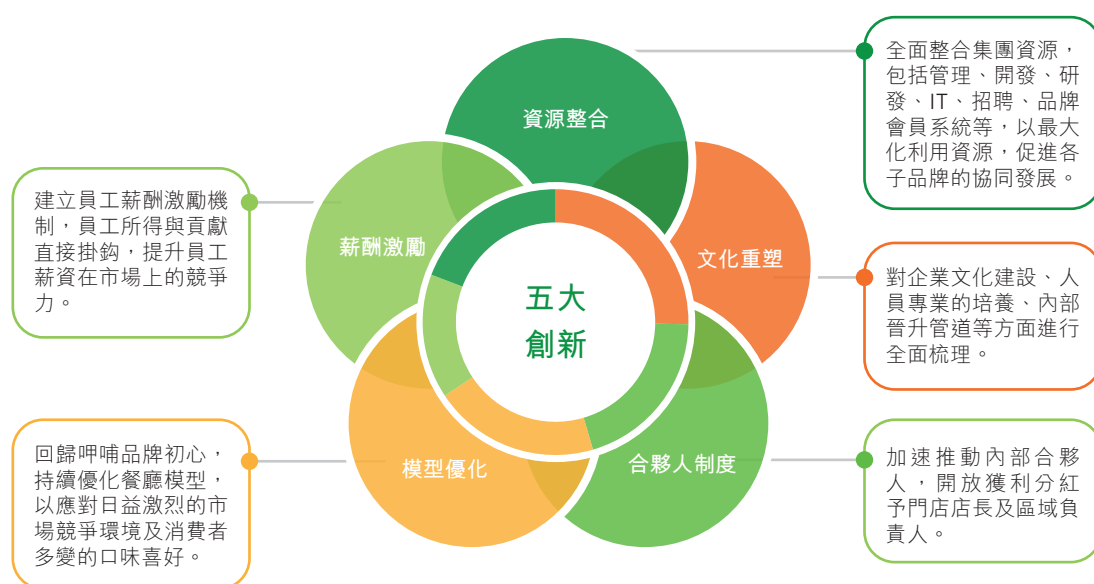 資源整合
全面整合集團資源，
包括管理、開發、研
發、IT、招聘、品牌
會員系統等，以最大
化利用資源，促進各
子品牌的協同發展。
文化重塑
對企業文化建設、人
員專業的培養、內部
晉升管道等方面進行
全面梳理。
合夥人制度
加速推動內部合夥
人，開放獲利分紅
予門店店長及區域負
責人。
模型優化
回歸呷哺品牌初心，
持續優化餐廳模型，
以應對日益激烈的市
場競爭環境及消費者
多變的口味喜好。
薪酬激勵
建立員工薪酬激勵機
制，員工所得與貢獻
直接掛鈎，提升員工
薪資在市場上的競爭
力。
五大
創新